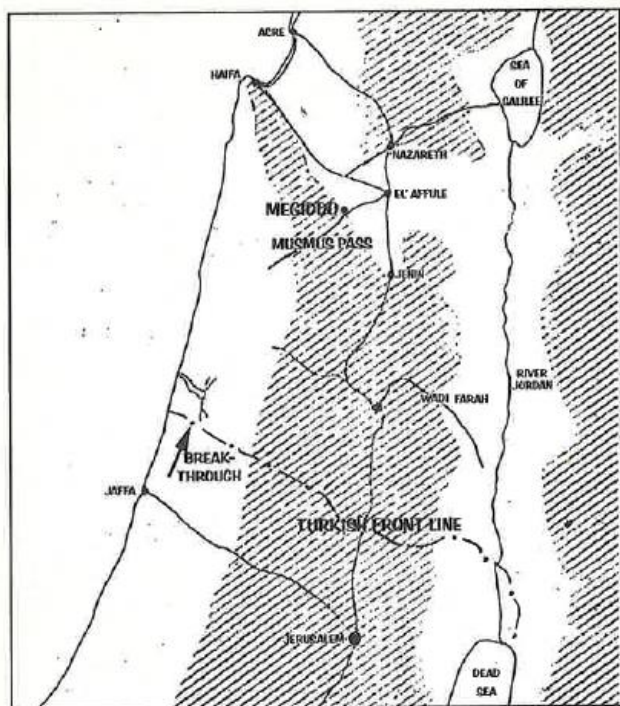 ACRE
HAIFA
SEA
OF
GALILEE
NAZARETH
EL' AFFULE
MEGIDDO
MUSMUS PASS
JENIN
RIVER
JORDAN
WADI FARAH
BREAK-
THROUGH
JAFFA
TURKISH FRONT LINE
JERUSALEM
DEAD
SEA